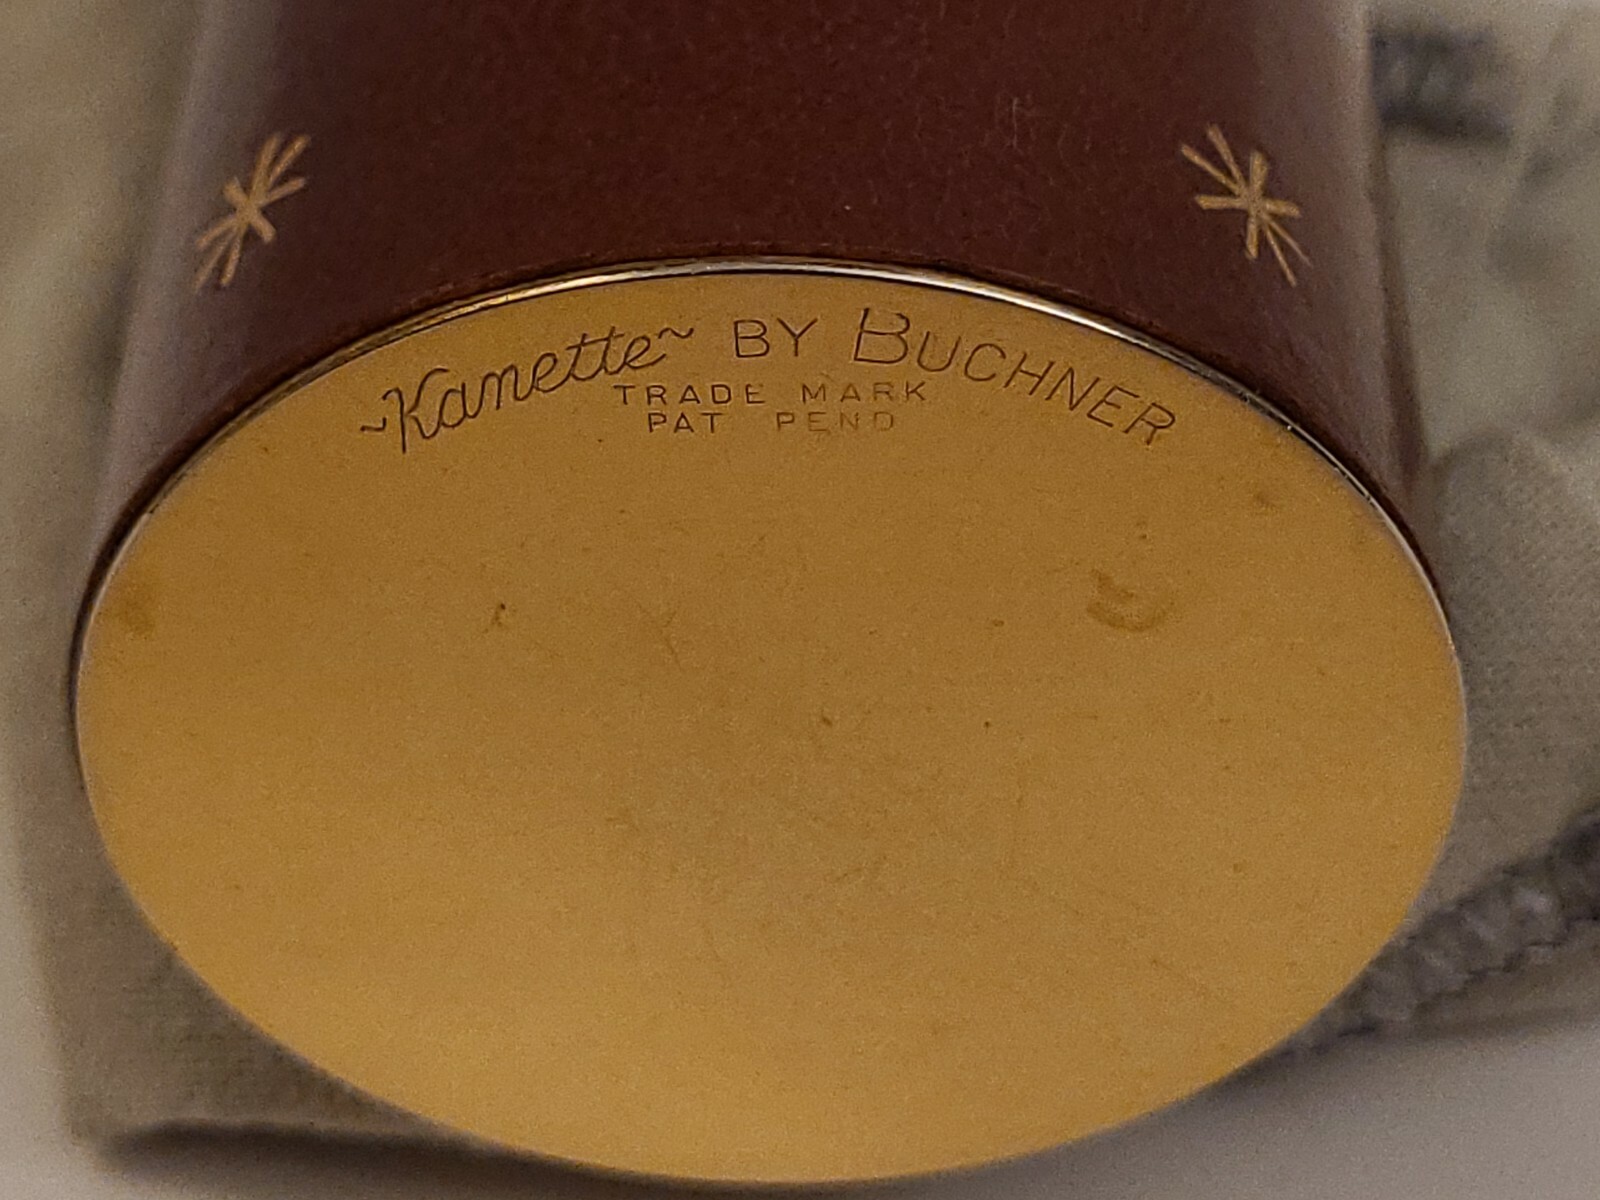 ~Kanette~ BY BUCHNER
TRADE MARK
PAT PEND